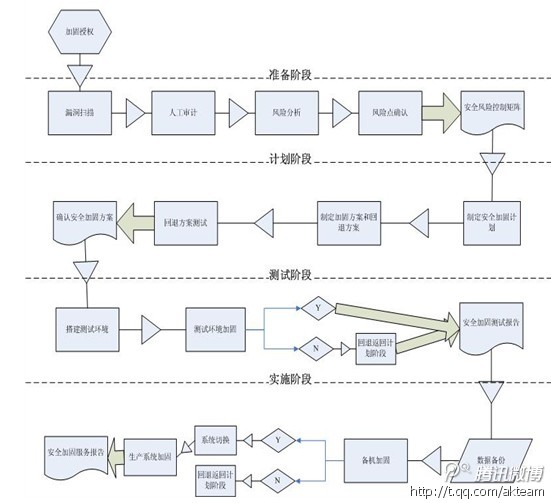 加固授权
准备阶段
漏洞扫描
人工审计
风险分析
风险点确认
安全风险控制矩阵
计划阶段
确认安全加固方案
回退方案测试
制定加固方案和回
退方案
制定安全加固计
划
测试阶段
搭建测试环境
测试环境加固
Y
N
回退返回计
划阶段
安全加固测试报告
实施阶段
安全加固服务报告
生产系统加固
系统切换
Y
回退返回计
划阶段
N
备机加固
数据备份
腾讯微博
http://t.qq.com/akteam